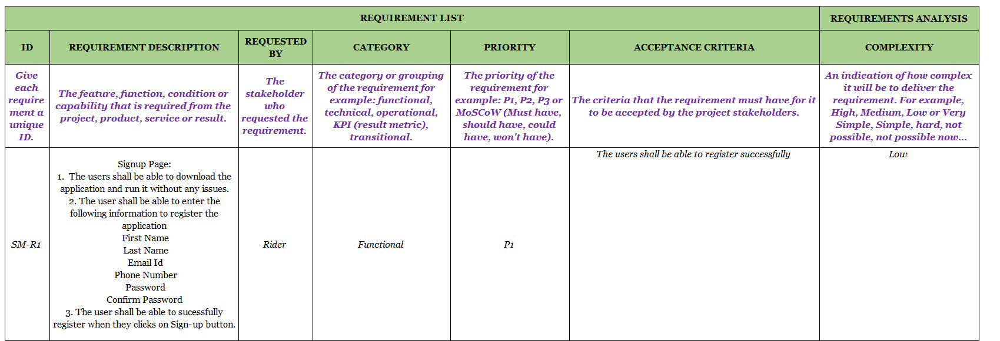 REQUIREMENT LIST
REQUIREMENTS ANALYSIS
ID
REQUIREMENT DESCRIPTION
REQUESTED
BY
CATEGORY
PRIORITY
ACCEPTANCE CRITERIA
COMPLEXITY
Give
each
require
ment a
unique
ID.
The feature, function, condition or
capability that is required from the
project, product, service or result.
The
stakeholder
who
requested the
requirement.
The category or grouping
of the requirement for
example: functional,
technical, operational,
KPI (result metric),
transitional.
The priority of the
requirement for
example: P1, P2, P3 or
MoSCoW (Must have,
should have, could
have, won't have).
The criteria that the requirement must have for it
to be accepted by the project stakeholders.
An indication of how complex
it will be to deliver the
requirement. For example,
High, Medium, Low or Very
Simple, Simple, hard, not
possible, not possible now...
SM-R1
Signup Page:
1.  The users shall be able to download the
application and run it without any issues.
2. The user shall be able to enter the
following information to register the
application
First Name
Last Name
Email Id
Phone Number
Password
Confirm Password
3. The user shall be able to sucessfully
register when they clicks on Sign-up button.
Rider
Functional
P1
The users shall be able to register successfully
Low